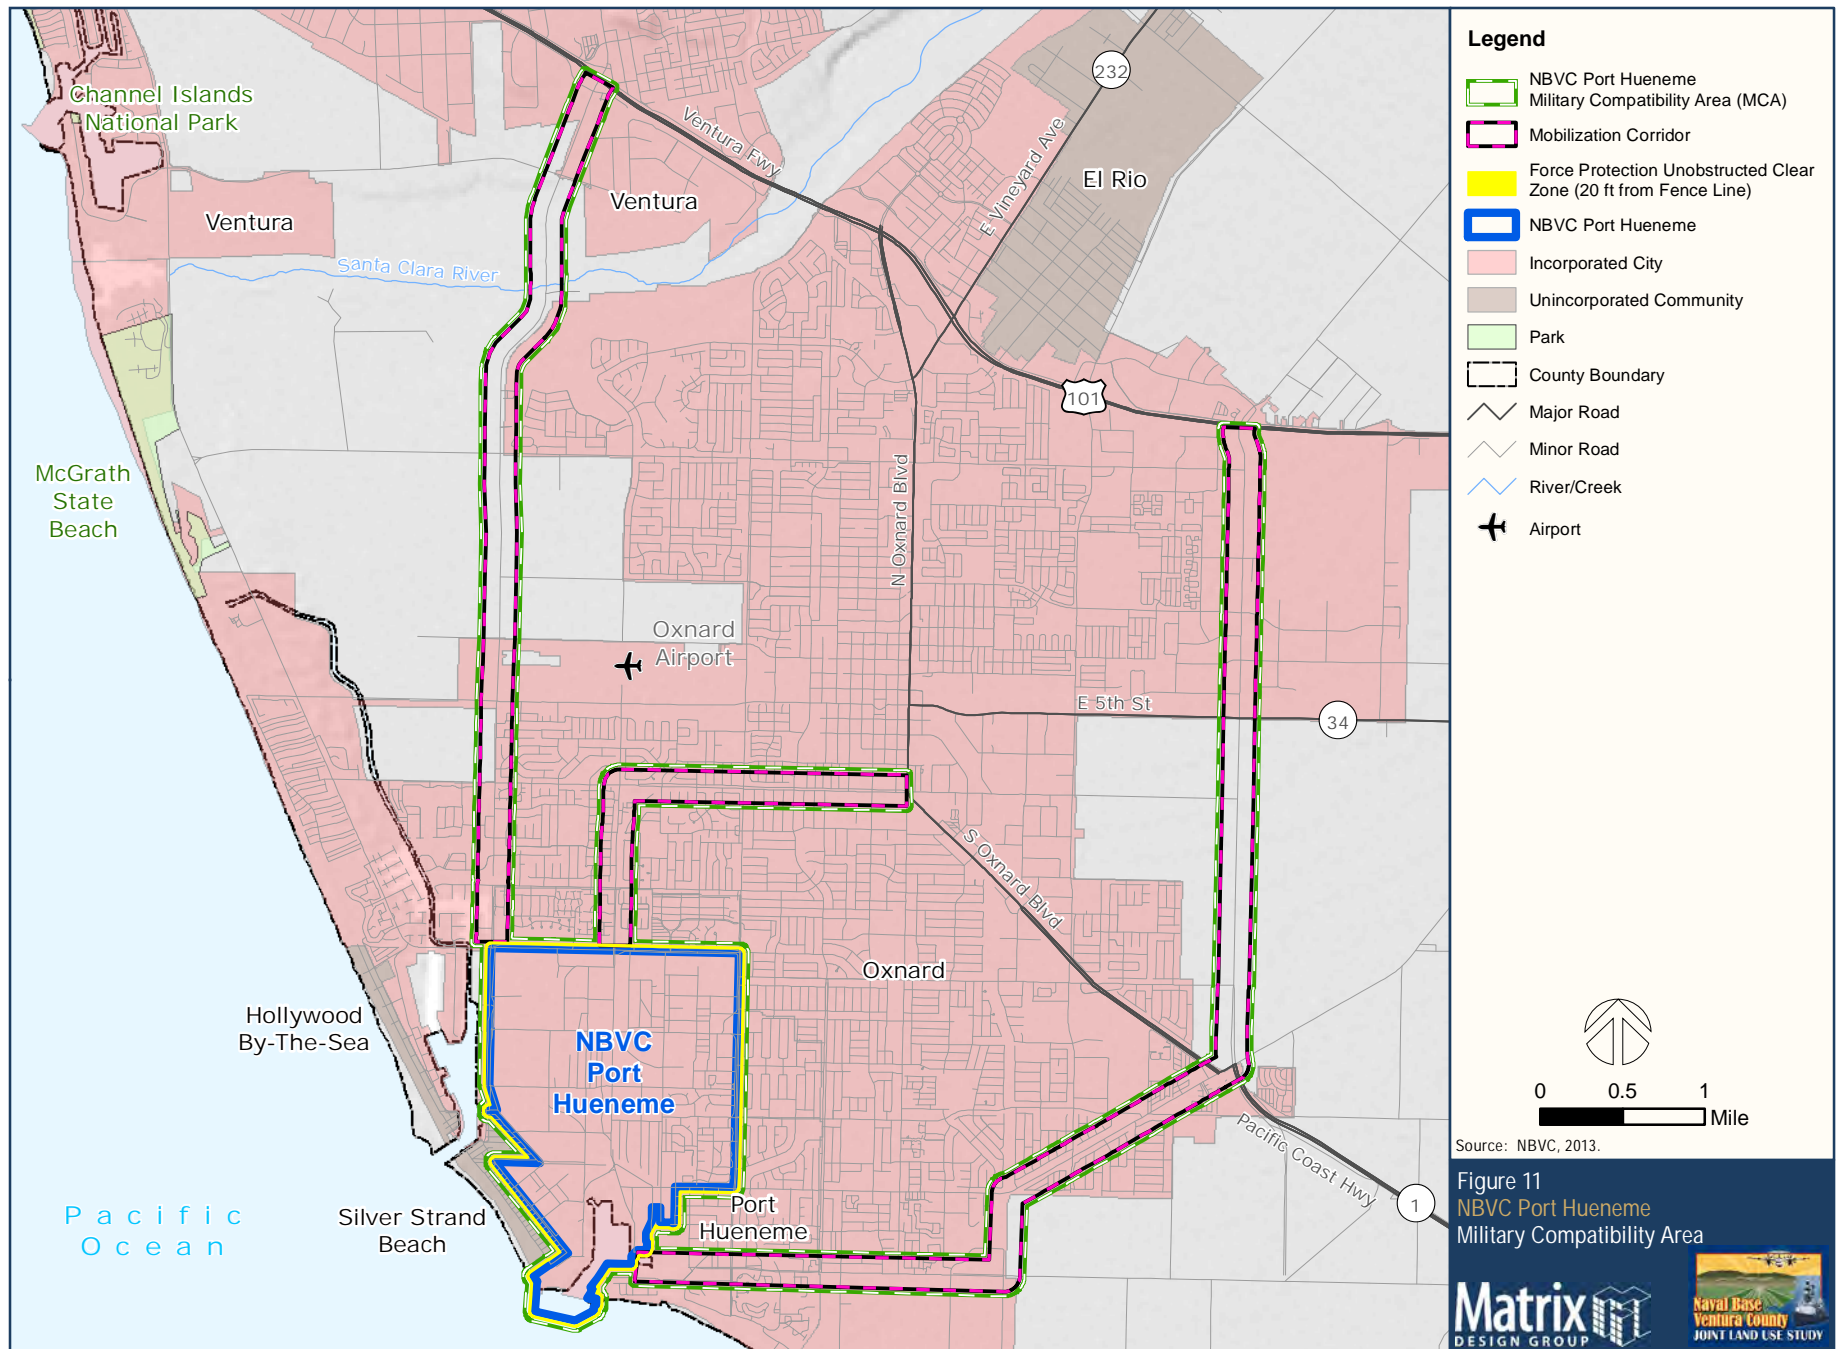 Channel Islands
National Park
Ventura
Ventura
Ventura Fwy
232
E Vineyard Ave
El Rio
Santa Clara River
101
McGrath
State
Beach
N Oxnard Blvd
Oxnard
Airport
E 5th St
34
S Oxnard Blvd
Oxnard
Hollywood
By-The-Sea
NBVC
Port
Hueneme
Pacific Coast Hwy
1
Silver Strand
Beach
Port
Hueneme
Pacific
Ocean
Legend
NBVC Port Hueneme
Military Compatibility Area (MCA)
Mobilization Corridor
Force Protection Unobstructed Clear
Zone (20 ft from Fence Line)
NBVC Port Hueneme
Incorporated City
Unincorporated Community
Park
County Boundary
Major Road
Minor Road
River/Creek
Airport
0 0.5 1
Mile
Source: NBVC, 2013.
Figure 11
NBVC Port Hueneme
Military Compatibility Area
Matrix
DESIGN GROUP
Naval Base
Ventura County
JOINT LAND USE STUDY